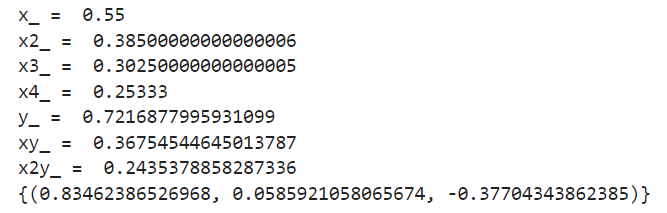 x_ =  0.55
x2_ =  0.38500000000000006
x3_ =  0.30250000000000005
x4_ =  0.25333
y_ =  0.7216877995931099
xy_ =  0.36754544645013787
x2y_ =  0.2435378858287336
{(0.83462386526968, 0.0585921058065674, -0.37704343862385)}